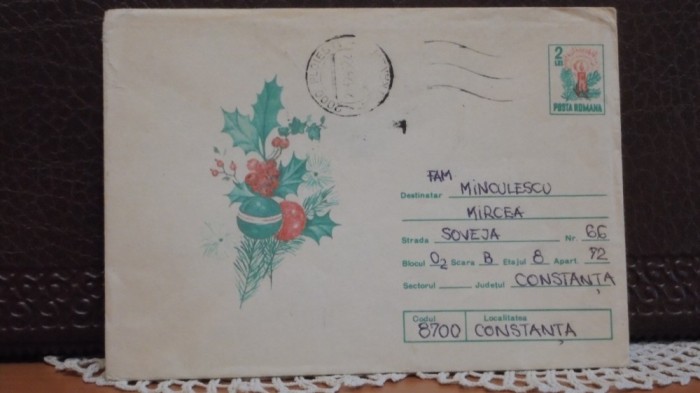 2
LEI
POSTA ROMANA
FAM
Destinatar MINCULESCU
MIRCEA
Strada SOVEJA Nr. 66
Blocul O2 Scara B Etajul 8 Apart. 72
Sectorul Județul CONSTANȚA
Codul Localitatea
8700 CONSTANȚA